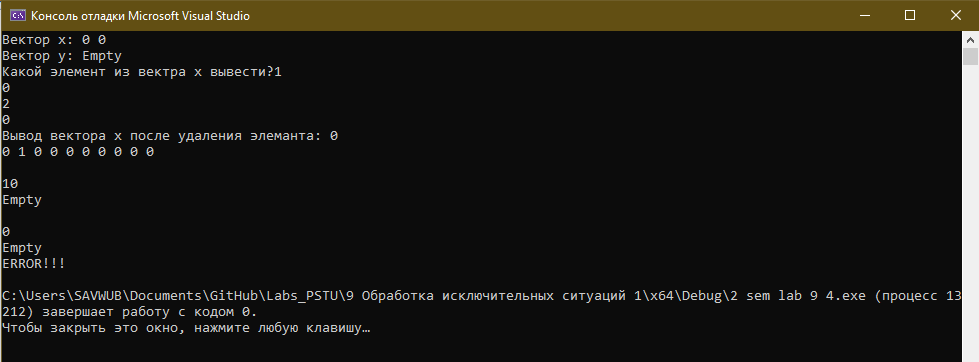 Консоль отладки Microsoft Visual Studio
Вектор x: 0 0
Вектор y: Empty
Какой элемент из вектра x вывести?1
0
2
0
Вывод вектора x после удаления элеманта: 0
0 1 0 0 0 0 0 0 0 0
10
Empty
0
Empty
ERROR!!!
C:\Users\SAVWUB\Documents\GitHub\Labs_PSTU\9 Обработка исключительных ситуаций 1\x64\Debug\2 sem lab 9 4.exe (процесс 13
212) завершает работу с кодом 0.
Чтобы закрыть это окно, нажмите любую клавишу…